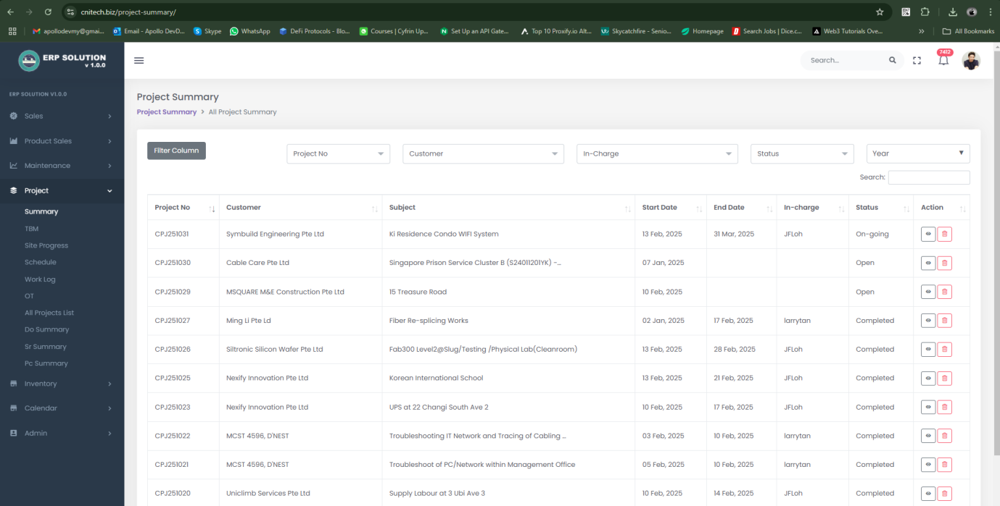 cnitech.biz/project-summary/
apollodevmy@gmai... Email - Apollo DevD... Skype WhatsApp DeFi Protocols - Blo... Courses | Cyfrin Up... Set Up an API Gate... Top 10 Proxify.io Alt... Skycatchfire - Senio... Homepage Search Jobs | Dice.c... Web3 Tutorials Ove... » All Bookmarks
ERP SOLUTION
v 1.0.0
Search...
7412
ERP SOLUTION V1.0.0
Sales
Product Sales
Maintenance
Project
Summary
TBM
Site Progress
Schedule
Work Log
OT
All Projects List
Do Summary
Sr Summary
Pc Summary
Inventory
Calendar
Admin
Project Summary
Project Summary > All Project Summary
Filter Column Project No Customer In-Charge Status Year
Search:
Project No Customer Subject Start Date End Date In-charge Status Action
CPJ251031 Symbuild Engineering Pte Ltd Ki Residence Condo WIFI System 13 Feb, 2025 31 Mar, 2025 JFLoh On-going
CPJ251030 Cable Care Pte Ltd Singapore Prison Service Cluster B (S24011201YK) -... 07 Jan, 2025 Open
CPJ251029 MSQUARE M&E Construction Pte Ltd 15 Treasure Road 10 Feb, 2025 Open
CPJ251027 Ming Li Pte Ld Fiber Re-splicing Works 02 Jan, 2025 17 Feb, 2025 larrytan Completed
CPJ251026 Siltronic Silicon Wafer Pte Ltd Fab300 Level2@Slug/Testing /Physical Lab(Cleanroom) 13 Feb, 2025 28 Feb, 2025 JFLoh Completed
CPJ251025 Nexify Innovation Pte Ltd Korean International School 13 Feb, 2025 21 Feb, 2025 JFLoh Completed
CPJ251023 Nexify Innovation Pte Ltd UPS at 22 Changi South Ave 2 10 Feb, 2025 17 Feb, 2025 JFLoh Completed
CPJ251022 MCST 4596, D'NEST Troubleshooting IT Network and Tracing of Cabling ... 03 Feb, 2025 10 Feb, 2025 larrytan Completed
CPJ251021 MCST 4596, D'NEST Troubleshoot of PC/Network within Management Office 05 Feb, 2025 10 Feb, 2025 larrytan Completed
CPJ251020 Uniclimb Services Pte Ltd Supply Labour at 3 Ubi Ave 3 10 Feb, 2025 14 Feb, 2025 JFLoh Completed